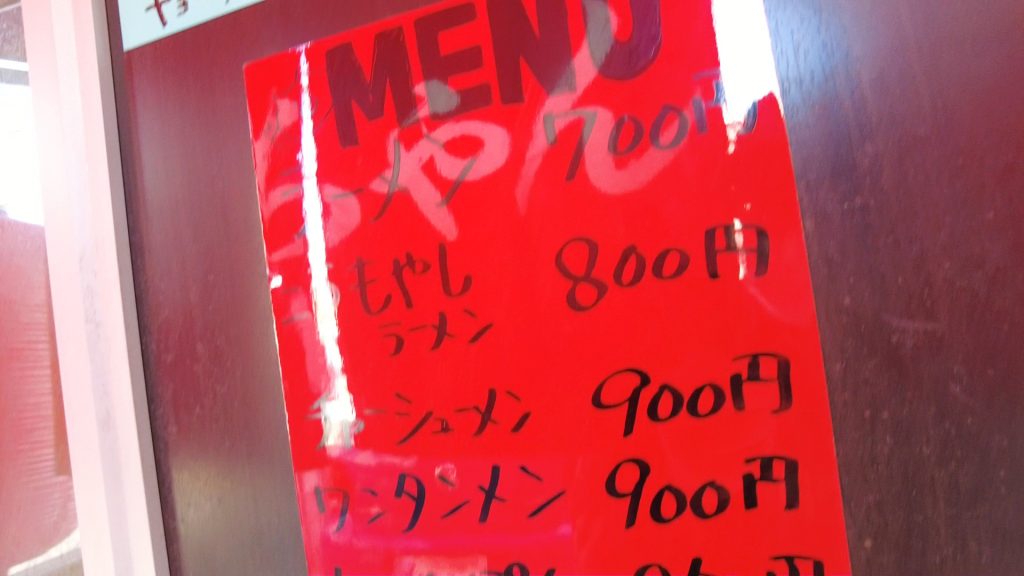 MENU
ラーメン 700円
もやし 800円
ラーメン
チャーシューメン 900円
ワンタンメン 900円